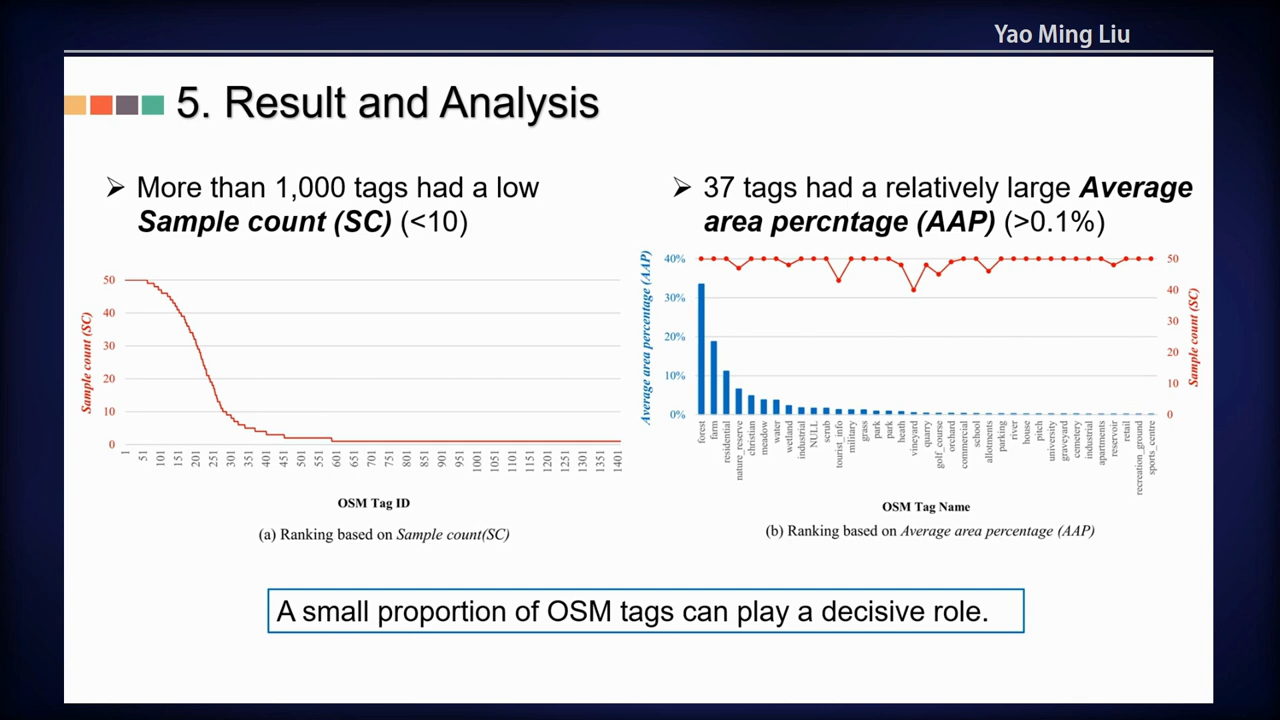 Yao Ming Liu
5. Result and Analysis
➢ More than 1,000 tags had a low
Sample count (SC) (<10)
➢ 37 tags had a relatively large Average
area percntage (AAP) (>0.1%)
Sample count (SC)
50
40
30
20
10
0
1 51 101 151 201 251 301 351 401 451 501 551 601 651 701 751 801 851 901 951 1001 1051 1101 1151 1201 1251 1301 1351 1401
OSM Tag ID
(a) Ranking based on Sample count(SC)
Average area percentage (AAP)
40%
30%
20%
10%
0%
50
40
30
20
10
0
Sample count (SC)
forest
farm
residential
nature_reserve
christian
meadow
water
wetland
industrial
NULL
scrub
tourist_info
military
grass
park
park
heath
vineyard
quarry
golf_course
orchard
commercial
school
allotments
parking
river
house
pitch
university
graveyard
cemetery
industrial
apartments
reservoir
retail
recreation_ground
sports_centre
OSM Tag Name
(b) Ranking based on Average area percentage (AAP)
A small proportion of OSM tags can play a decisive role.